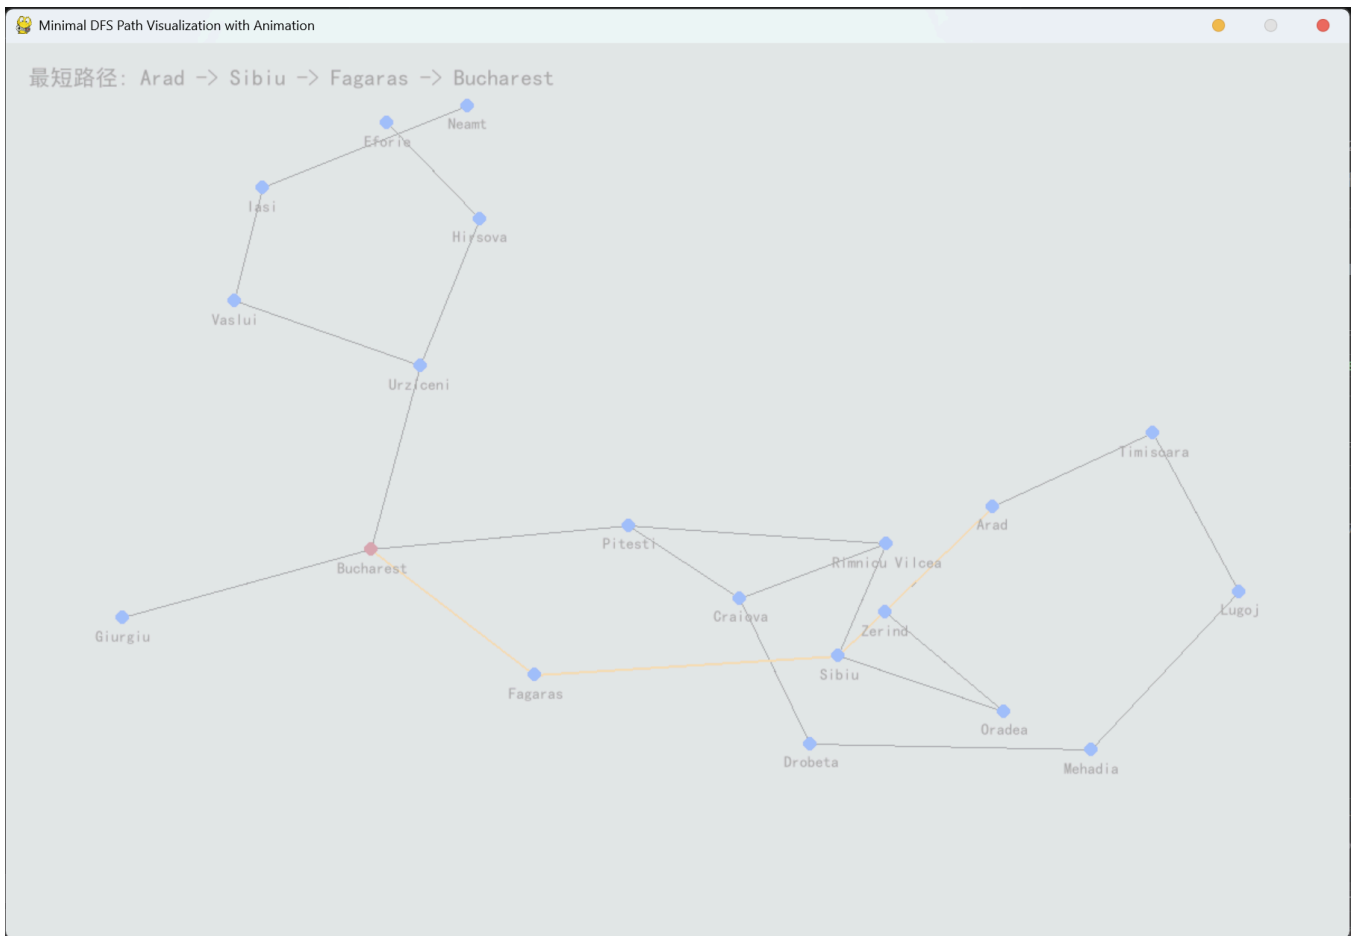 Minimal DFS Path Visualization with Animation
最短路径: Arad -> Sibiu -> Fagaras -> Bucharest
Neamt
Eforie
Iasi
Hirsova
Vaslui
Urziceni
Timisoara
Arad
Pitesti
Rimnicu Vilcea
Bucharest
Lugoj
Craiova
Zerind
Giurgiu
Sibiu
Fagaras
Oradea
Drobeta
Mehadia